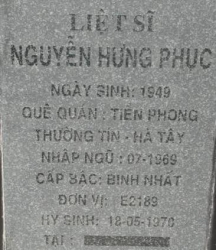 LIỆT SĨ
NGUYỄN HƯNG PHÚC
NGÀY SINH: 1949
QUÊ QUÁN: TIỀN PHONG
THƯỜNG TÍN - HÀ TÂY
NHẬP NGŨ: 07-1969
CẤP BẬC: BINH NHẤT
ĐƠN VỊ: E2189
HY SINH: 18-05-1970
TẠI: